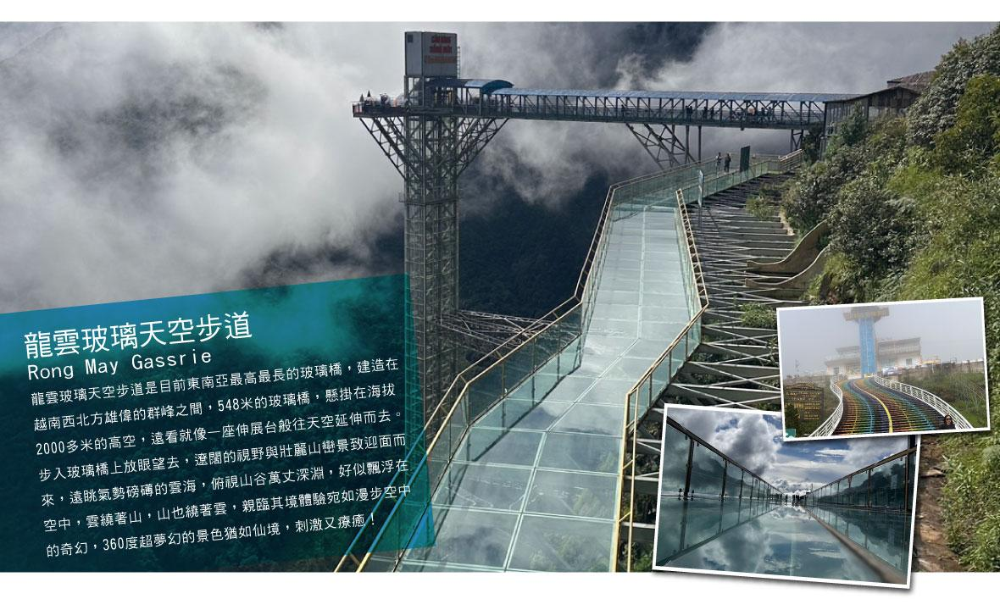 CẦU KÍNH
RỒNG MÂY
龍雲玻璃天空步道
Rong May Gassrie
龍雲玻璃天空步道是目前東南亞最高最長的玻璃橋，建造在
越南西北方雄偉的群峰之間，548米的玻璃橋，懸掛在海拔
2000多米的高空，遠看就像一座伸展台般往天空延伸而去。
步入玻璃橋上放眼望去，遼闊的視野與壯麗山巒景致迎面而
來，遠眺氣勢磅礡的雲海，俯視山谷萬丈深淵，好似飄浮在
空中，雲繞著山，山也繞著雲，親臨其境體驗宛如漫步空中
的奇幻，360度超夢幻的景色猶如仙境，刺激又療癒！